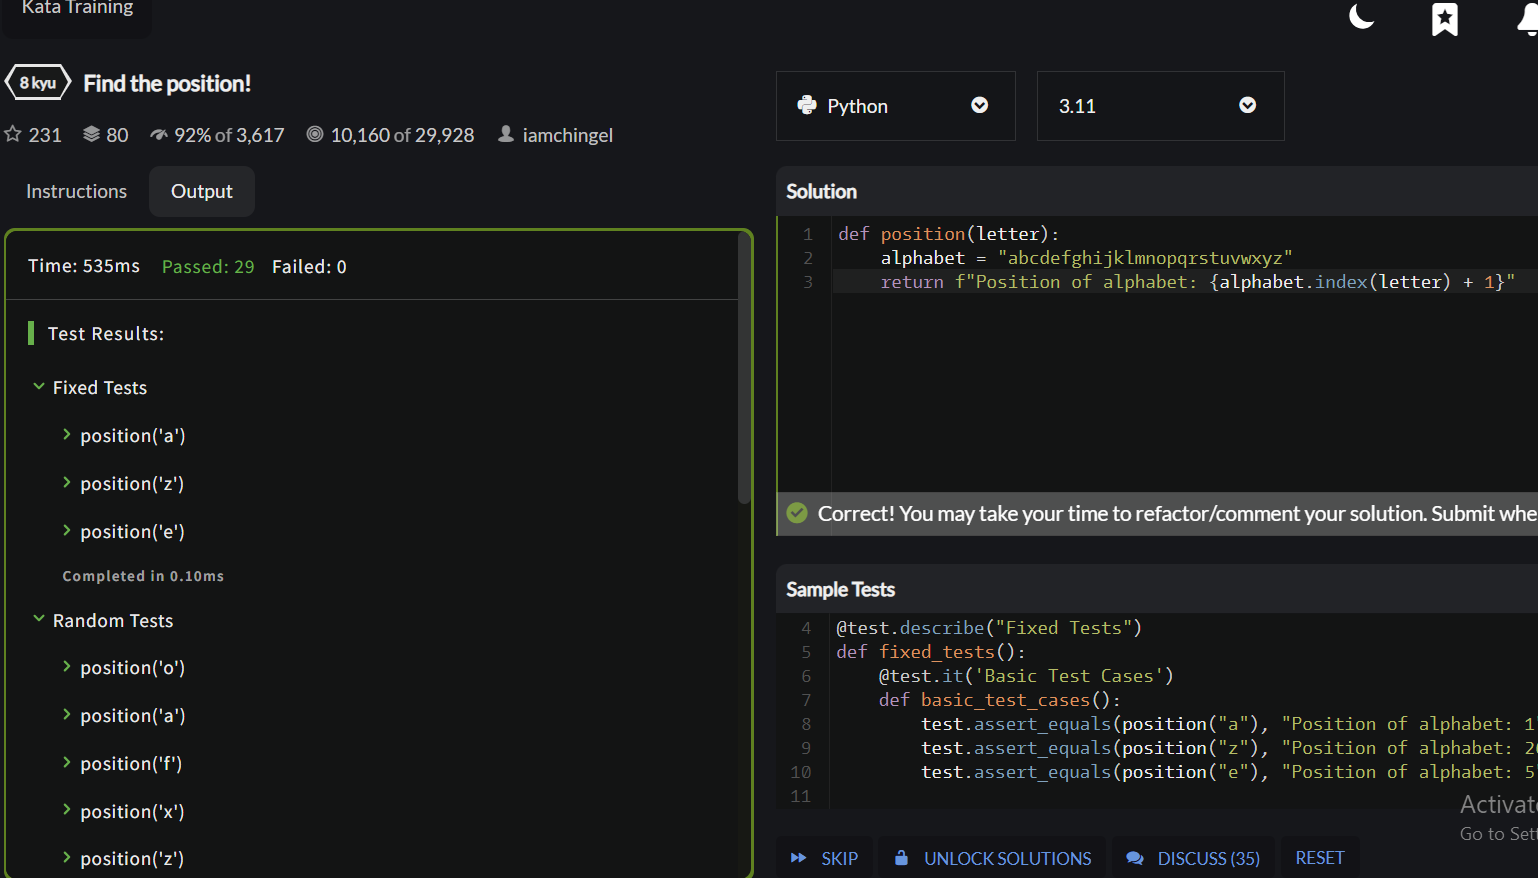 Kata Training
8 kyu Find the position!
231 80 92% of 3,617 10,160 of 29,928 iamchingel
Python 3.11
Instructions Output
Time: 535ms Passed: 29 Failed: 0
Test Results:
Fixed Tests
position('a')
position('z')
position('e')
Completed in 0.10ms
Random Tests
position('o')
position('a')
position('f')
position('x')
position('z')
Solution
1 def position(letter):
2 alphabet = "abcdefghijklmnopqrstuvwxyz"
3 return f"Position of alphabet: {alphabet.index(letter) + 1}"
Correct! You may take your time to refactor/comment your solution. Submit whe
Sample Tests
4 @test.describe("Fixed Tests")
5 def fixed_tests():
6 @test.it('Basic Test Cases')
7 def basic_test_cases():
8 test.assert_equals(position("a"), "Position of alphabet: 1"
9 test.assert_equals(position("z"), "Position of alphabet: 2
10 test.assert_equals(position("e"), "Position of alphabet: 5"
11
Activat
Go to Sett
SKIP UNLOCK SOLUTIONS DISCUSS (35) RESET